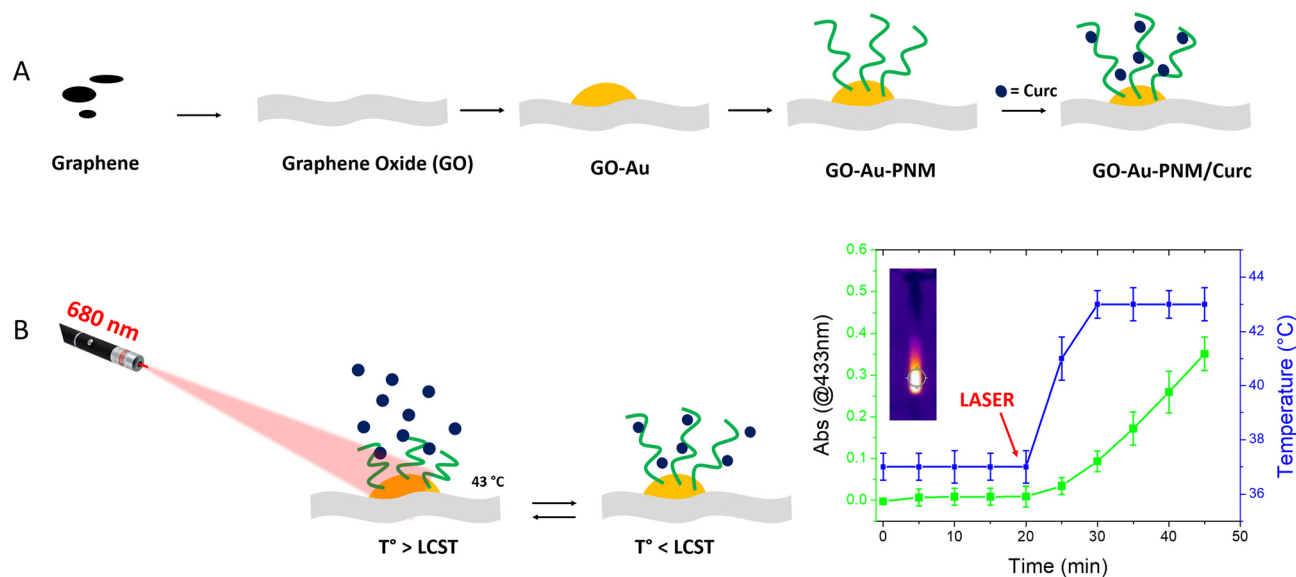 A
Graphene
Graphene Oxide (GO)
GO-Au
GO-Au-PNM
= Curc
GO-Au-PNM/Curc
B
680 nm
43 °C
T° > LCST
T° < LCST
Abs (@433nm)
0.6
0.5
0.4
0.3
0.2
0.1
0.0
LASER
0
10
20
30
40
50
Time (min)
44
42
40
38
36
Temperature (°C)